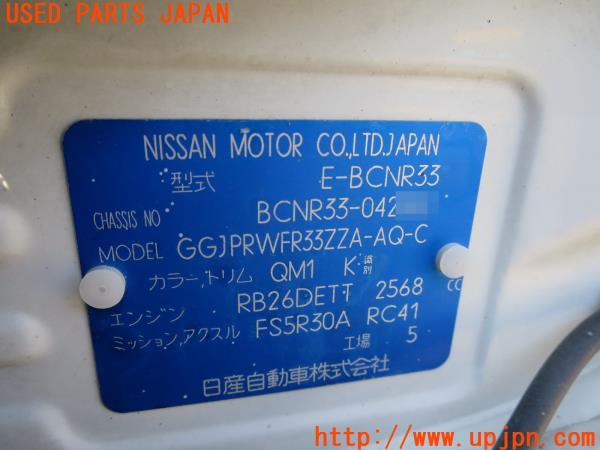 USED PARTS JAPAN
NISSAN MOTOR CO.,LTD.JAPAN
型式 E-BCNR33
CHASSIS NO BCNR33-042
MODEL GGJPRWFR33ZZA-AQ-C
カラー,トリム QM1 K 識別
エンジン RB26DETT 2568 CC
ミッション,アクスル FS5R30A RC41
工場 5
日産自動車株式会社
http://www.upjpn.com